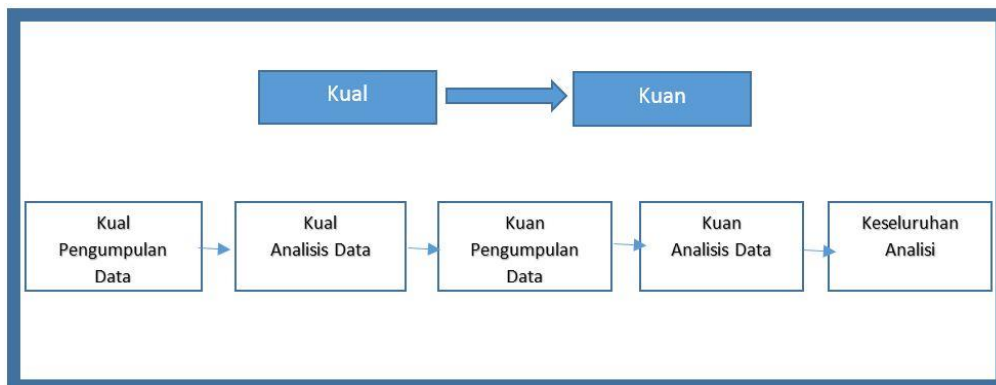 Kual
Kuan
Kual
Pengumpulan
Data
Kual
Analisis Data
Kuan
Pengumpulan
Data
Kuan
Analisis Data
Keseluruhan
Analisi